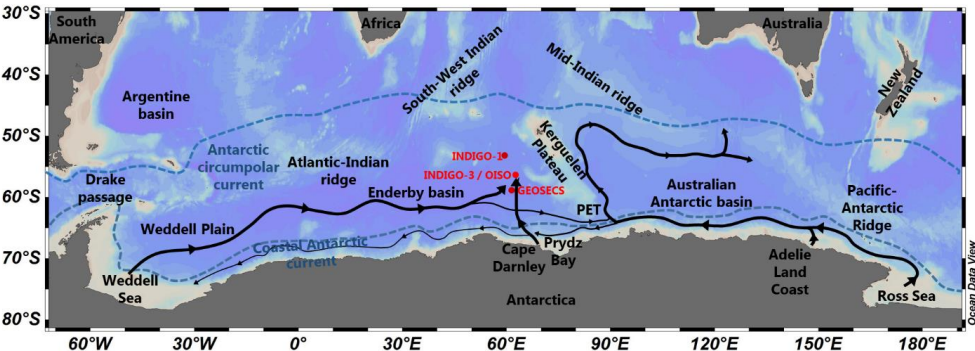 30°S
40°S
50°S
60°S
70°S
80°S
South
America
Africa
Australia
South-West Indian
ridge
Mid-Indian ridge
New
Zealand
Argentine
basin
Antarctic
circumpolar
current
Atlantic-Indian
ridge
INDIGO-1
INDIGO-3 / OISO
GEOSECS
Kerguelen
Plateau
Drake
passage
Enderby basin
Australian
Antarctic basin
Pacific-
Antarctic
Ridge
PET
Weddell Plain
Coastal Antarctic
current
Cape
Darnley
Prydz
Bay
Adelie
Land
Coast
Weddell
Sea
Ross Sea
Antarctica
Ocean Data View
60°W
30°W
0°E
30°E
60°E
90°E
120°E
150°E
180°E